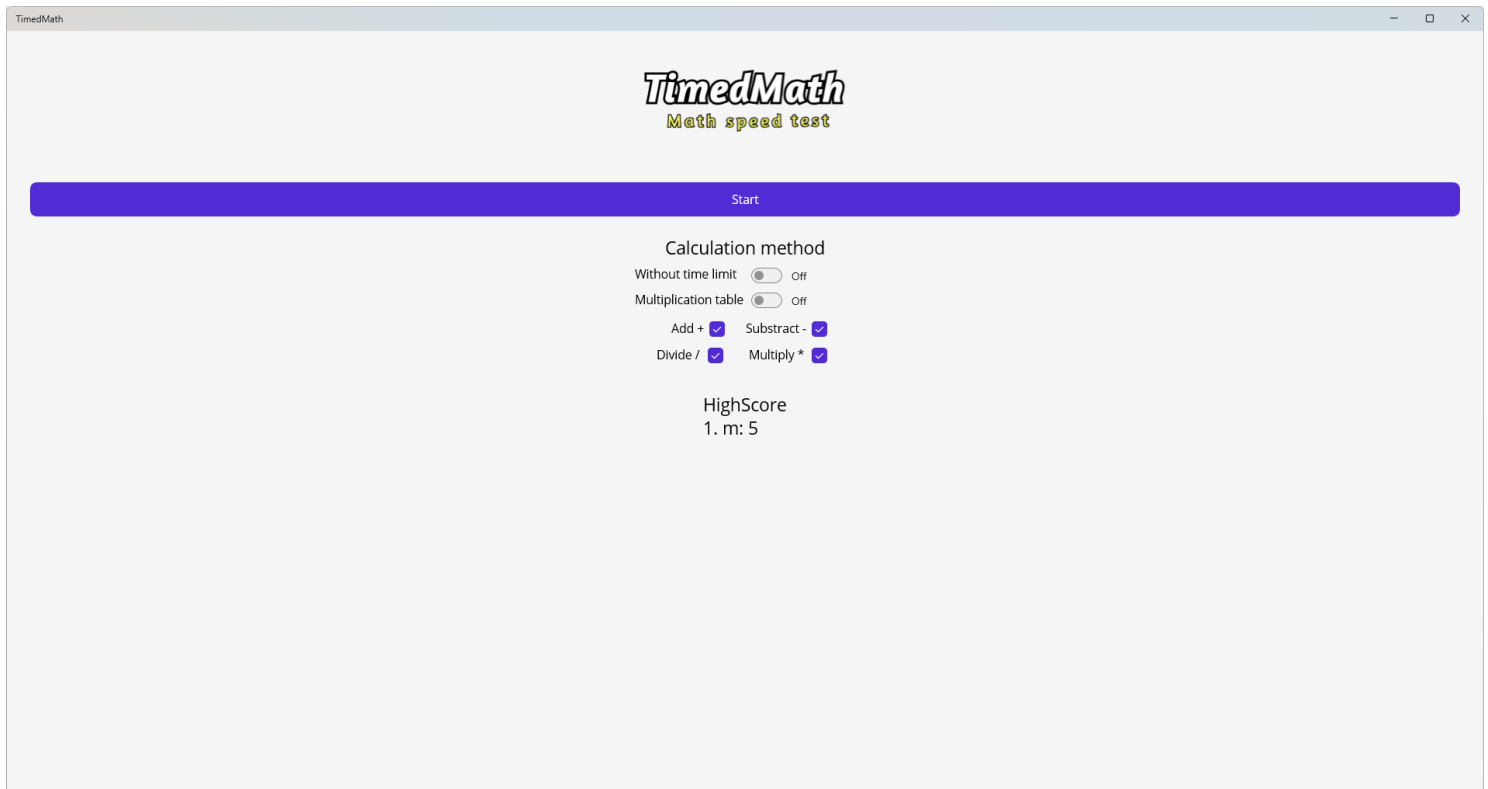 TimedMath
TimedMath
Math speed test
Start
Calculation method
Without time limit Off
Multiplication table Off
Add + Substract -
Divide / Multiply *
HighScore
1. m: 5